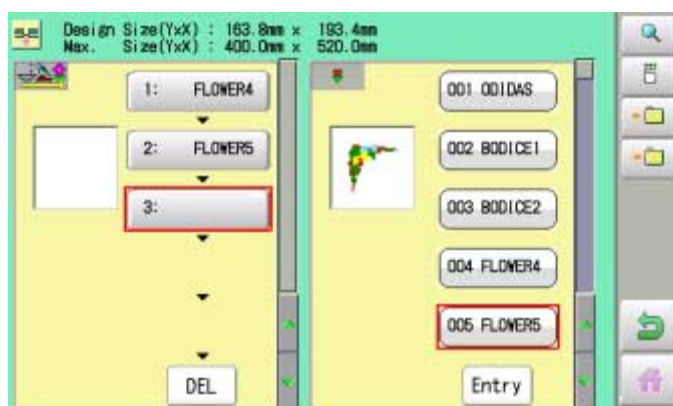 Design Size(YxX) : 163.8mm x 193.4mm
Max. Size(YxX) : 400.0mm x 520.0mm
1: FLOWER4
2: FLOWER5
3:
DEL
001 ODIDAS
002 BODICE1
003 BODICE2
004 FLOWER4
005 FLOWER5
Entry